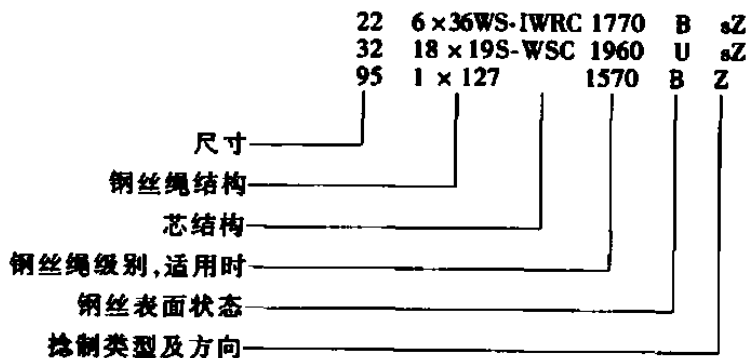 22 6×36WS-IWRC 1770 B sZ
32 18×19S-WSC 1960 U sZ
95 1×127 1570 B Z
尺寸
钢丝绳结构
芯结构
钢丝绳级别,适用时
钢丝表面状态
捻制类型及方向